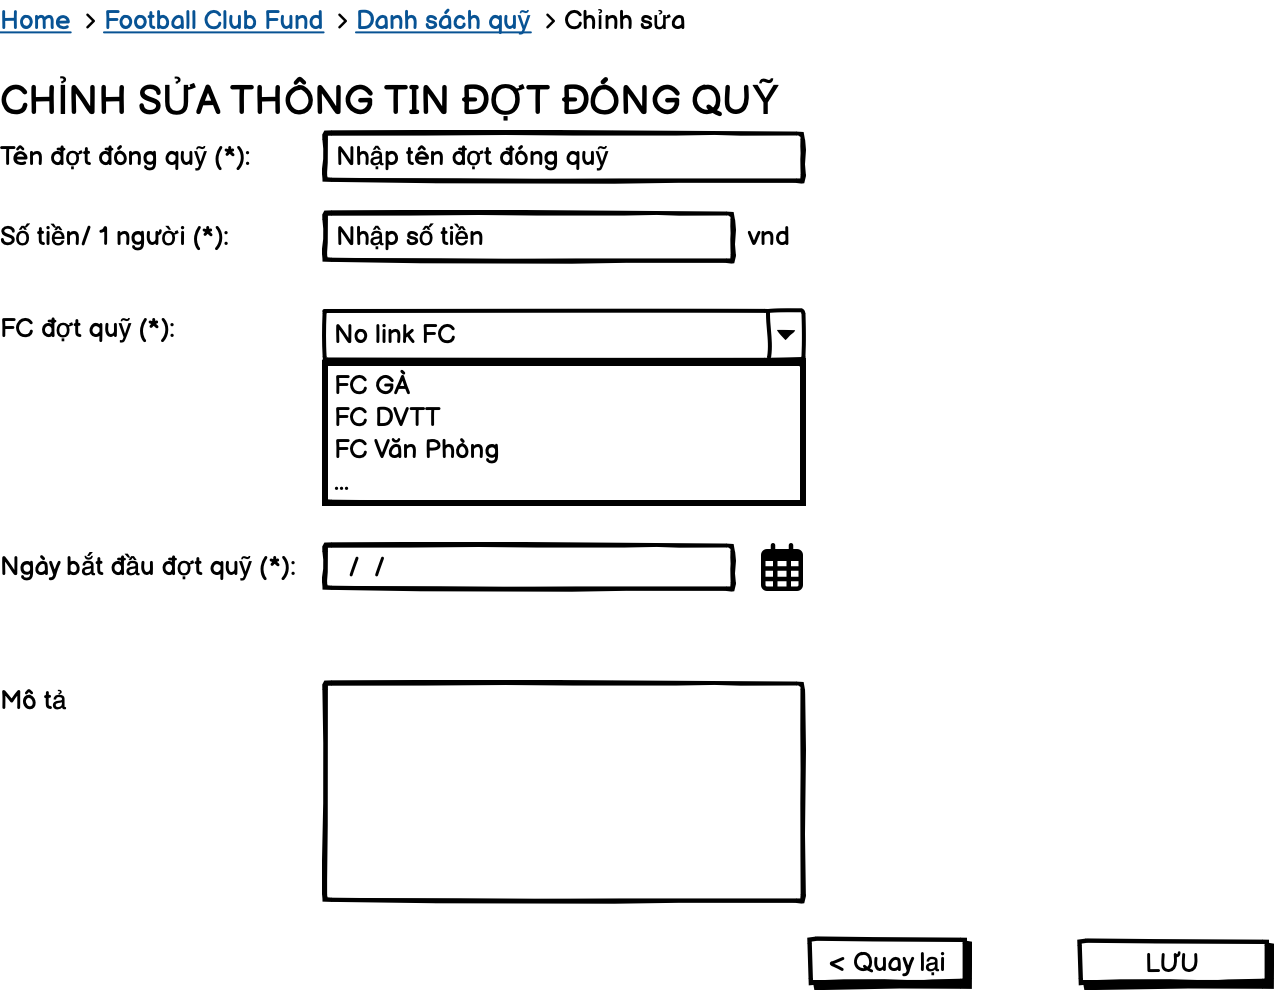 Home > Football Club Fund > Danh sách quỹ > Chỉnh sửa
CHỈNH SỬA THÔNG TIN ĐỢT ĐÓNG QUỸ
Tên đợt đóng quỹ (*): Nhập tên đợt đóng quỹ
Số tiền/ 1 người (*): Nhập số tiền vnd
FC đợt quỹ (*): No link FC
FC GÀ
FC DVTT
FC Văn Phòng
...
Ngày bắt đầu đợt quỹ (*): / /
Mô tả
< Quay lại LƯU